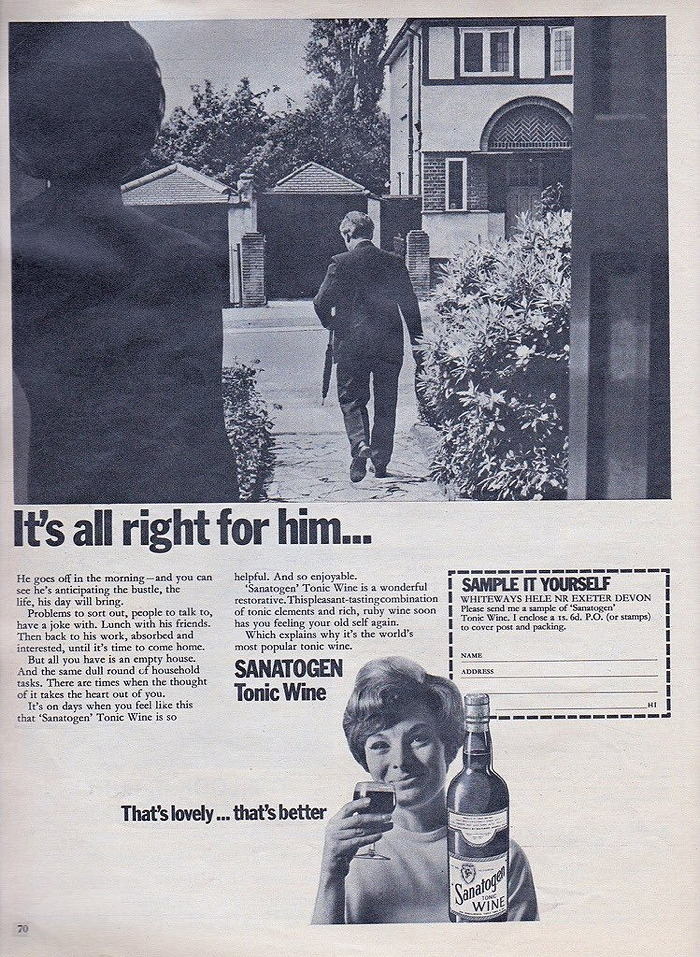 It's all right for him...
He goes off in the morning—and you can
see he's anticipating the bustle, the
life, his day will bring.
Problems to sort out, people to talk to,
have a joke with. Lunch with his friends.
Then back to his work, absorbed and
interested, until it's time to come home.
But all you have is an empty house.
And the same dull round of household
tasks. There are times when the thought
of it takes the heart out of you.
It's on days when you feel like this
that 'Sanatogen' Tonic Wine is so
helpful. And so enjoyable.
'Sanatogen' Tonic Wine is a wonderful
restorative. This pleasant-tasting combination
of tonic elements and rich, ruby wine soon
has you feeling your old self again.
Which explains why it's the world's
most popular tonic wine.
SANATOGEN
Tonic Wine
SAMPLE IT YOURSELF
WHITEWAYS HELE NR EXETER DEVON
Please send me a sample of 'Sanatogen'
Tonic Wine. I enclose a 1s. 6d. P.O. (or stamps)
to cover post and packing.
NAME
ADDRESS
H1
That's lovely... that's better
'Sanatogen'
TONIC
WINE
70